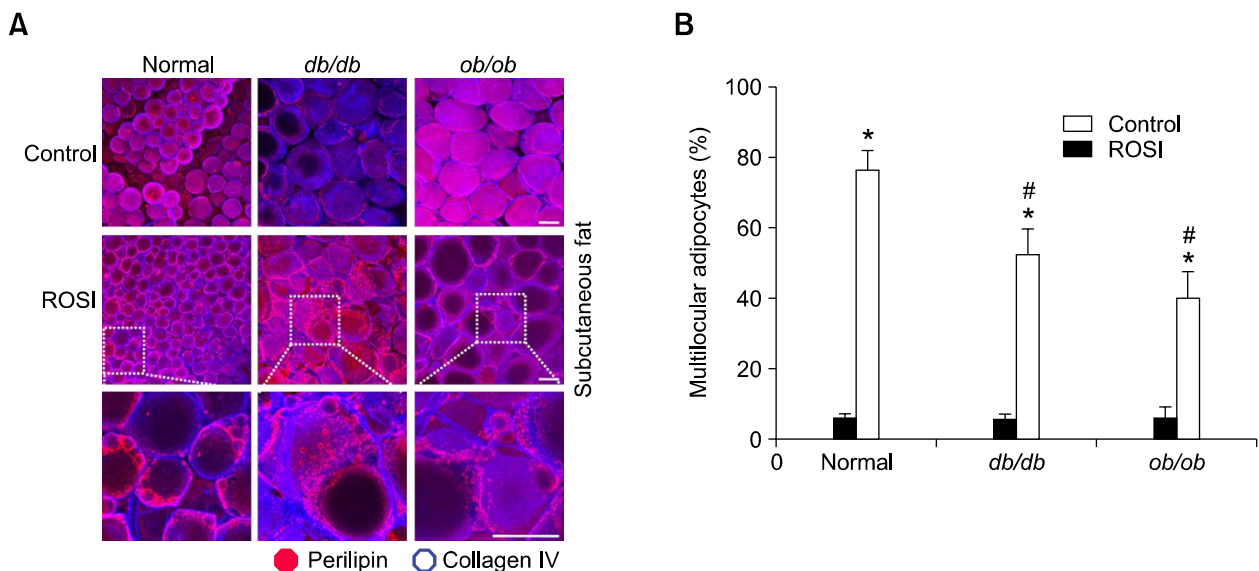 A
Normal
db/db
ob/ob
Control
ROSI
Subcutaneous fat
Perilipin
Collagen IV
B
Multilocular adipocytes (%)
100
80
60
40
20
0
0
Control
ROSI
*
#
*
#
*
Normal
db/db
ob/ob